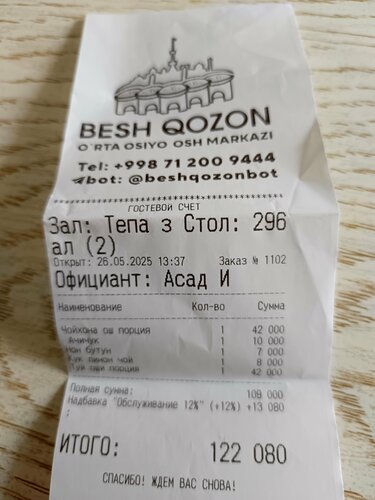 BESH QOZON
O'RTA OSIYO OSH MARKAZI
Tel: +998 71 200 9444
bot: @beshqozonbot
ГОСТЕВОЙ СЧЕТ
Зал: Тепа з Стол: 296
ал (2)
Открыт: 26.05.2025 13:37 Заказ № 1102
Официант: Асад И
Наименование Кол-во Сумма
Чойхона ош порция 1 42 000
Ачичук 1 10 000
Нон бутун 1 7 000
Кук лимон чой 1 8 000
Туй оши порция 1 42 000
Полная сумма: 109 000
Надбавка "Обслуживание 12%" (+12%) +13 080
:
ИТОГО: 122 080
СПАСИБО! ЖДЕМ ВАС СНОВА!